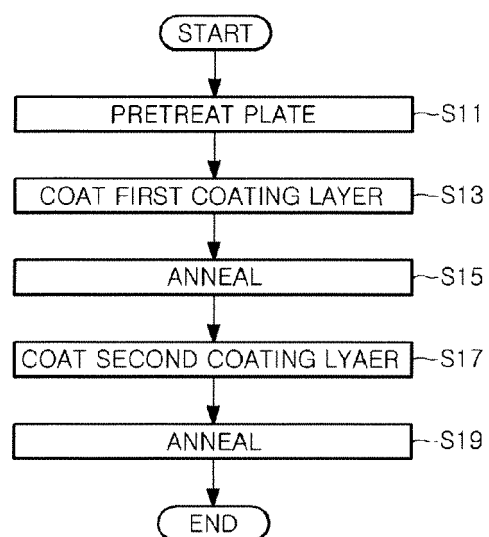 START
PRETREAT PLATE S11
COAT FIRST COATING LAYER S13
ANNEAL S15
COAT SECOND COATING LYAER S17
ANNEAL S19
END